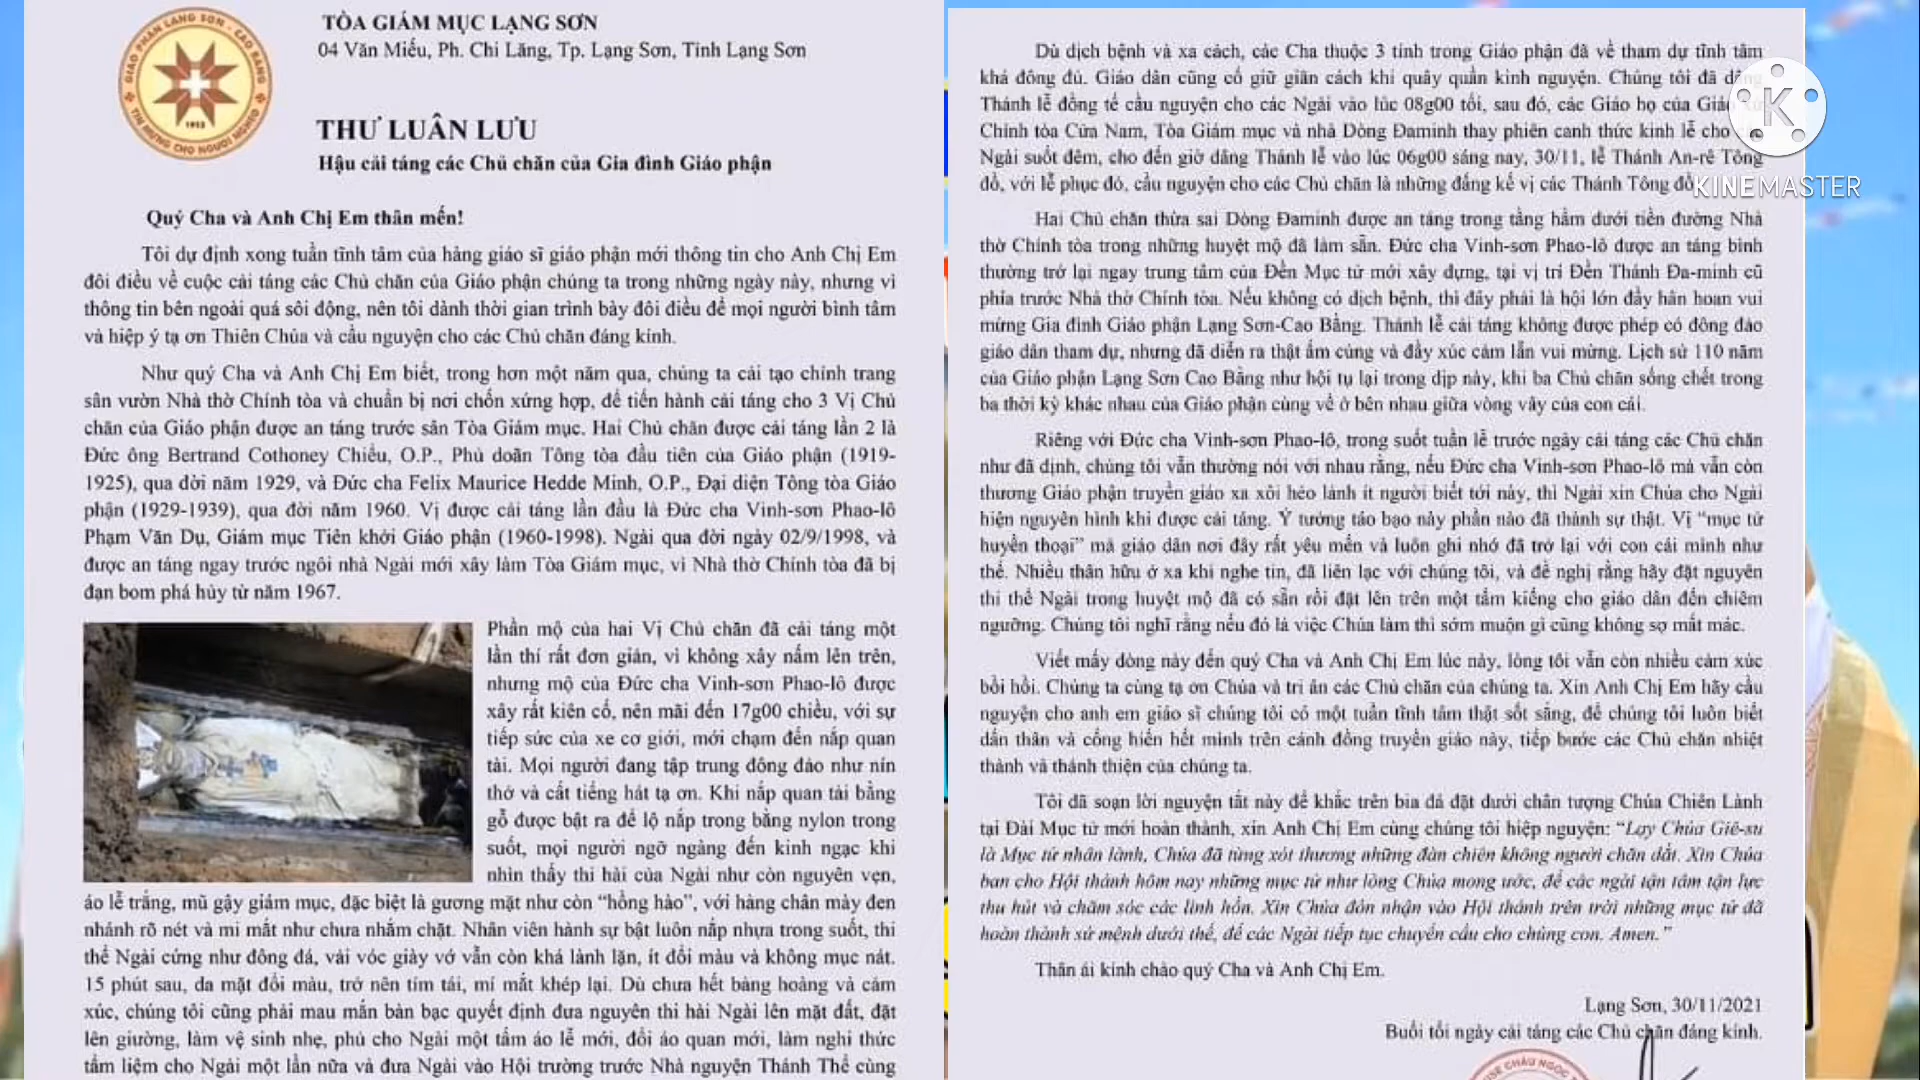 GIÁO PHẬN LẠNG SƠN - CAO BẰNG
1913
TIN MỪNG CHO NGƯỜI NGHÈO
TÒA GIÁM MỤC LẠNG SƠN
04 Văn Miếu, Ph. Chi Lăng, Tp. Lạng Sơn, Tỉnh Lạng Sơn
THƯ LUÂN LƯU
Hậu cải táng các Chủ chăn của Gia đình Giáo phận
Quý Cha và Anh Chị Em thân mến!
Tôi dự định xong tuần tĩnh tâm của hàng giáo sĩ giáo phận mới thông tin cho Anh Chị Em
đôi điều về cuộc cải táng các Chủ chăn của Giáo phận chúng ta trong những ngày này, nhưng vì
thông tin bên ngoài quá sôi động, nên tôi dành thời gian trình bày đôi điều để mọi người bình tâm
và hiệp ý tạ ơn Thiên Chúa và cầu nguyện cho các Chủ chăn đáng kính.
Như quý Cha và Anh Chị Em biết, trong hơn một năm qua, chúng ta cải tạo chỉnh trang
sân vườn Nhà thờ Chính tòa và chuẩn bị nơi chốn xứng hợp, để tiến hành cải táng cho 3 Vị Chủ
chăn của Giáo phận được an táng trước sân Tòa Giám mục. Hai Chủ chăn được cải táng lần 2 là
Đức ông Bertrand Cothoney Chiểu, O.P., Phủ doãn Tông tòa đầu tiên của Giáo phận (1919-
1925), qua đời năm 1929, và Đức cha Felix Maurice Hedde Minh, O.P., Đại diện Tông tòa Giáo
phận (1929-1939), qua đời năm 1960. Vị được cải táng lần đầu là Đức cha Vinh-sơn Phao-lô
Phạm Văn Dụ, Giám mục Tiên khởi Giáo phận (1960-1998). Ngài qua đời ngày 02/9/1998, và
được an táng ngay trước ngôi nhà Ngài mới xây làm Tòa Giám mục, vì Nhà thờ Chính tòa đã bị
đạn bom phá hủy từ năm 1967.
Phần mộ của hai Vị Chủ chăn đã cải táng một
lần thì rất đơn giản, vì không xây nấm lên trên,
nhưng mộ của Đức cha Vinh-sơn Phao-lô được
xây rất kiên cố, nên mãi đến 17g00 chiều, với sự
tiếp sức của xe cơ giới, mới chạm đến nắp quan
tài. Mọi người đang tập trung đông đảo như nín
thở và cất tiếng hát tạ ơn. Khi nắp quan tài bằng
gỗ được bật ra để lộ nắp trong bằng nylon trong
suốt, mọi người ngỡ ngàng đến kinh ngạc khi
nhìn thấy thi hài của Ngài như còn nguyên vẹn,
áo lễ trắng, mũ gậy giám mục, đặc biệt là gương mặt như còn “hồng hào”, với hàng chân mày đen
nhánh rõ nét và mi mắt như chưa nhắm chặt. Nhân viên hành sự bật luôn nắp nhựa trong suốt, thi
thể Ngài cứng như đông đá, vải vóc giày vớ vẫn còn khá lành lặn, ít đổi màu và không mục nát.
15 phút sau, da mặt đổi màu, trở nên tím tái, mí mắt khép lại. Dù chưa hết bàng hoàng và cảm
xúc, chúng tôi cũng phải mau mắn bàn bạc quyết định đưa nguyên thi hài Ngài lên mặt đất, đặt
lên giường, làm vệ sinh nhẹ, phủ cho Ngài một tấm áo lễ mới, đổi áo quan mới, làm nghi thức
tẩm liệm cho Ngài một lần nữa và đưa Ngài vào Hội trường trước Nhà nguyện Thánh Thể cùng
Dù dịch bệnh và xa cách, các Cha thuộc 3 tỉnh trong Giáo phận đã về tham dự tĩnh tâm
khá đông đủ. Giáo dân cũng cố giữ giãn cách khi quây quần kinh nguyện. Chúng tôi đã dâng
Thánh lễ đồng tế cầu nguyện cho các Ngài vào lúc 08g00 tối, sau đó, các Giáo họ của Giáo xứ
Chính tòa Cửa Nam, Tòa Giám mục và nhà Dòng Đaminh thay phiên canh thức kinh lễ cho các
Ngài suốt đêm, cho đến giờ dâng Thánh lễ vào lúc 06g00 sáng nay, 30/11, lễ Thánh An-rê Tông
đồ, với lễ phục đỏ, cầu nguyện cho các Chủ chăn là những đấng kế vị các Thánh Tông đồ
Hai Chủ chăn thừa sai Dòng Đaminh được an táng trong tầng hầm dưới tiền đường Nhà
thờ Chính tòa trong những huyệt mộ đã làm sẵn. Đức cha Vinh-sơn Phao-lô được an táng bình
thường trở lại ngay trung tâm của Đền Mục tử mới xây dựng, tại vị trí Đền Thánh Đa-minh cũ
phía trước Nhà thờ Chính tòa. Nếu không có dịch bệnh, thì đây phải là hội lớn đầy hân hoan vui
mừng Gia đình Giáo phận Lạng Sơn-Cao Bằng. Thánh lễ cải táng không được phép có đông đảo
giáo dân tham dự, nhưng đã diễn ra thật ấm cúng và đầy xúc cảm lẫn vui mừng. Lịch sử 110 năm
của Giáo phận Lạng Sơn Cao Bằng như hội tụ lại trong dịp này, khi ba Chủ chăn sống chết trong
ba thời kỳ khác nhau của Giáo phận cùng về ở bên nhau giữa vòng vây của con cái.
Riêng với Đức cha Vinh-sơn Phao-lô, trong suốt tuần lễ trước ngày cải táng các Chủ chăn
như đã định, chúng tôi vẫn thường nói với nhau rằng, nếu Đức cha Vinh-sơn Phao-lô mà vẫn còn
thương Giáo phận truyền giáo xa xôi hẻo lánh ít người biết tới này, thì Ngài xin Chúa cho Ngài
hiện nguyên hình khi được cải táng. Ý tưởng táo bạo này phần nào đã thành sự thật. Vị “mục tử
huyền thoại” mà giáo dân nơi đây rất yêu mến và luôn ghi nhớ đã trở lại với con cái mình như
thế. Nhiều thân hữu ở xa khi nghe tin, đã liên lạc với chúng tôi, và đề nghị rằng hãy đặt nguyên
thi thể Ngài trong huyệt mộ đã có sẵn rồi đặt lên trên một tấm kiếng cho giáo dân đến chiêm
ngưỡng. Chúng tôi nghĩ rằng nếu đó là việc Chúa làm thì sớm muộn gì cũng không sợ mất mác.
Viết mấy dòng này đến quý Cha và Anh Chị Em lúc này, lòng tôi vẫn còn nhiều cảm xúc
bồi hồi. Chúng ta cùng tạ ơn Chúa và tri ân các Chủ chăn của chúng ta. Xin Anh Chị Em hãy cầu
nguyện cho anh em giáo sĩ chúng tôi có một tuần tĩnh tâm thật sốt sắng, để chúng tôi luôn biết
dấn thân và cống hiến hết mình trên cánh đồng truyền giáo này, tiếp bước các Chủ chăn nhiệt
thành và thánh thiện của chúng ta.
Tôi đã soạn lời nguyện tắt này để khắc trên bia đá đặt dưới chân tượng Chúa Chiên Lành
tại Đài Mục tử mới hoàn thành, xin Anh Chị Em cùng chúng tôi hiệp nguyện: “Lạy Chúa Giê-su
là Mục tử nhân lành, Chúa đã từng xót thương những đàn chiên không người chăn dắt. Xin Chúa
ban cho Hội thánh hôm nay những mục tử như lòng Chúa mong ước, để các ngài tận tâm tận lực
thu hút và chăm sóc các linh hồn. Xin Chúa đón nhận vào Hội thánh trên trời những mục tử đã
hoàn thành sứ mệnh dưới thế, để các Ngài tiếp tục chuyển cầu cho chúng con. Amen.”
Thân ái kính chào quý Cha và Anh Chị Em.
Lạng Sơn, 30/11/2021
Buổi tối ngày cải táng các Chủ chăn đáng kính.
CHÂU NGỌC
K
KINEMASTER